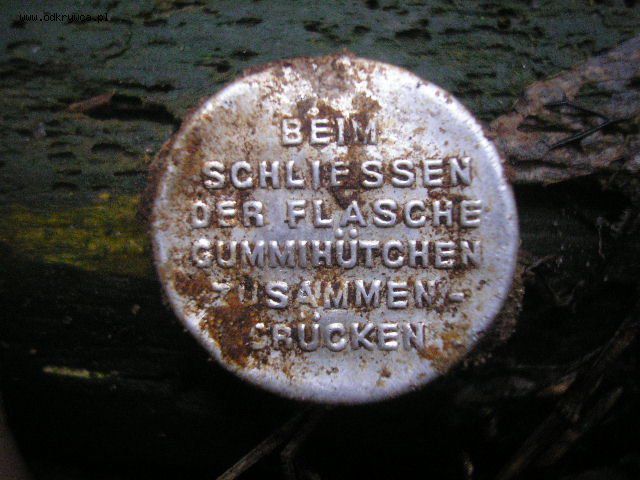 www.odkrywca.pl
BEIM
SCHLIESSEN
DER FLASCHE
GUMMIHÜTCHEN
ZUSAMMEN-
DRÜCKEN